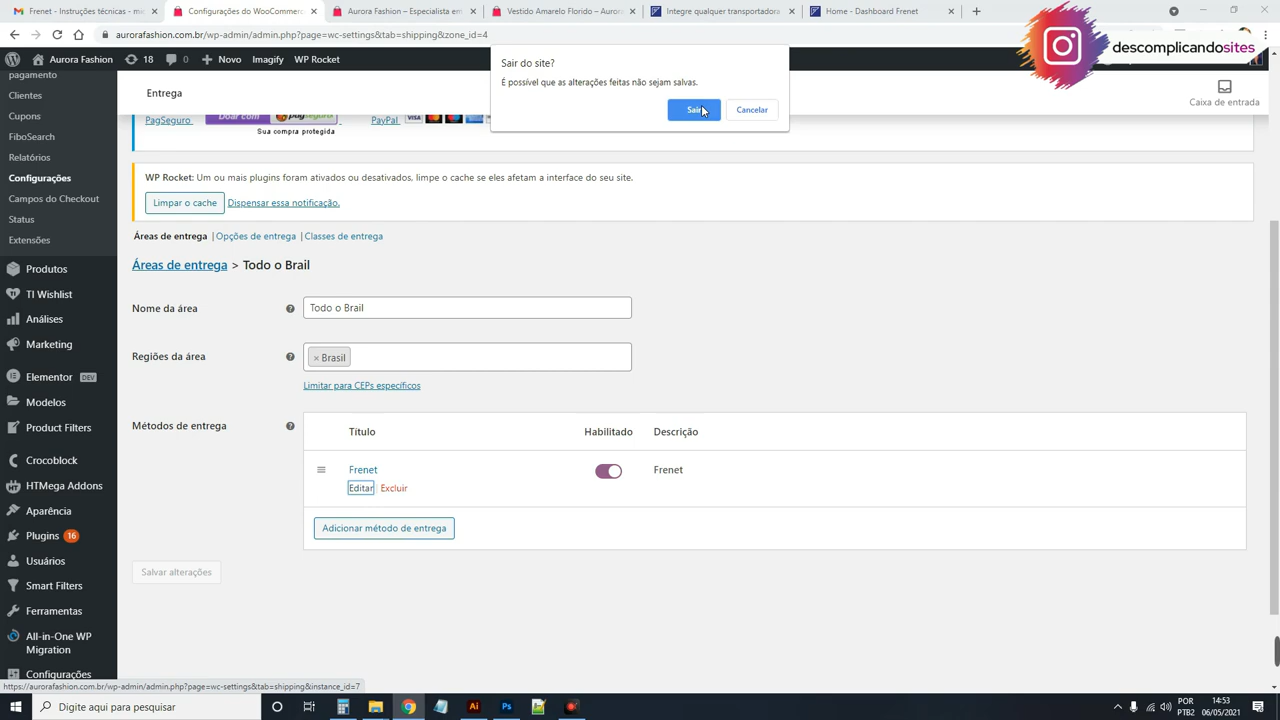 Frenet – Instruções técnicas
Configurações do WooCommer
Aurora Fashion – Especialista em
Vestido Amarelo Florido – Auror
Integre qualquer transportadora
Home - Dashboard Frenet
aurorafashion.com.br/wp-admin/admin.php?page=wc-settings&tab=shipping&zone_id=4
Aurora Fashion
18
Novo
Imagify
WP Rocket
descomplicandosites
Sair do site?
É possível que as alterações feitas não sejam salvas.
Sair
Cancelar
Entrega
Caixa de entrada
pagamento
Clientes
Cupons
FiboSearch
Relatórios
Configurações
Campos do Checkout
Status
Extensões
Produtos
TI Wishlist
Análises
Marketing
Elementor DEV
Modelos
Product Filters
Crocoblock
HTMega Addons
Aparência
Plugins 16
Usuários
Smart Filters
Ferramentas
All-in-One WP
Migration
Configurações
PagSeguro
Doar com
Sua compra protegida
PayPal
VISA
WP Rocket: Um ou mais plugins foram ativados ou desativados, limpe o cache se eles afetam a interface do seu site.
Limpar o cache
Dispensar essa notificação.
Áreas de entrega | Opções de entrega | Classes de entrega
Áreas de entrega > Todo o Brail
Nome da área
Todo o Brail
Regiões da área
× Brasil
Limitar para CEPs específicos
Métodos de entrega
Título
Habilitado
Descrição
Frenet
Frenet
Editar | Excluir
Adicionar método de entrega
Salvar alterações
https://aurorafashion.com.br/wp-admin/admin.php?page=wc-settings&tab=shipping&instance_id=7
Digite aqui para pesquisar
Ai
Ps
POR
PTB2
14:53
06/05/2021